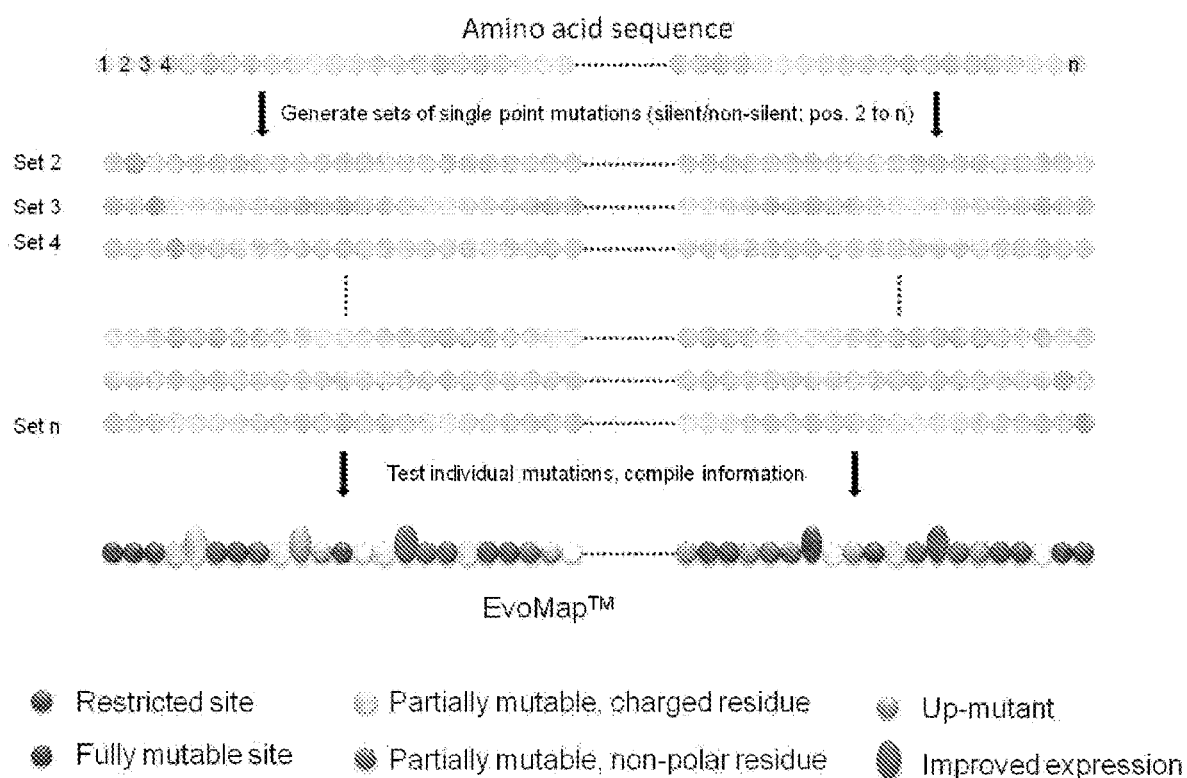 Amino acid sequence
1 2 3 4 n
Generate sets of single point mutations (silent/non-silent; pos. 2 to n)
Set 2
Set 3
Set 4
Set n
Test individual mutations, compile information
EvoMap™
Restricted site
Partially mutable, charged residue
Up-mutant
Fully mutable site
Partially mutable, non-polar residue
Improved expression